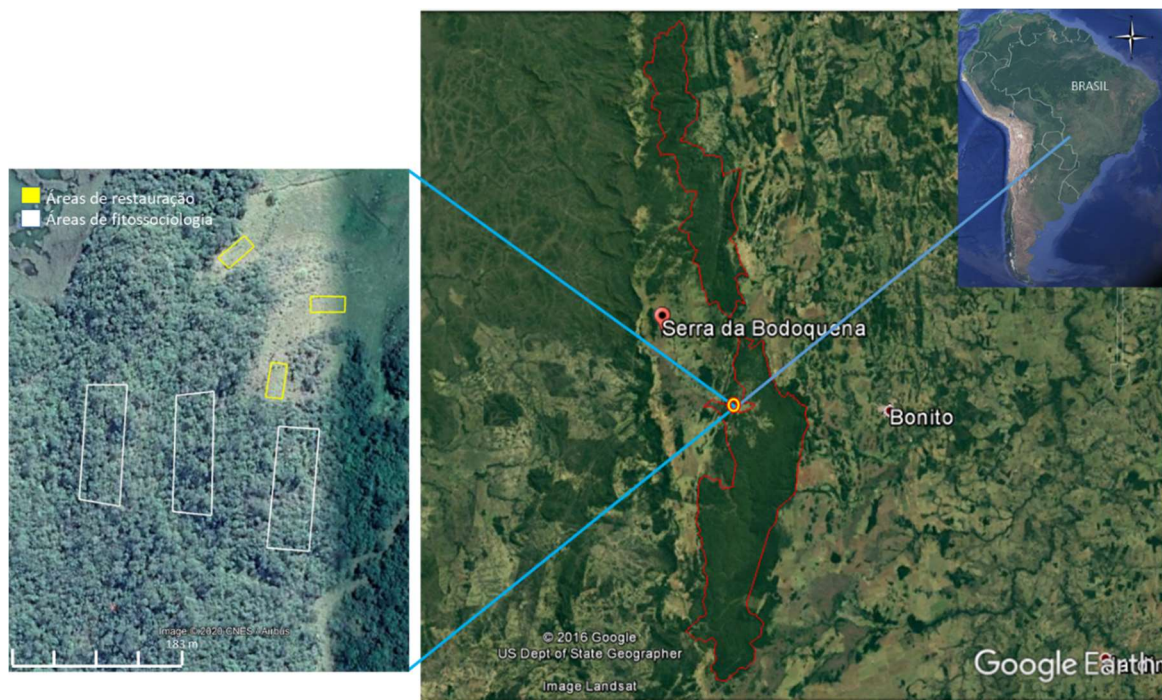 Áreas de restauração
Áreas de fitossociologia
Image © 2020 CNES / Airbus
183 m
Serra da Bodoquena
Bonito
© 2016 Google
US Dept of State Geographer
Image Landsat
Google Earth
BRASIL